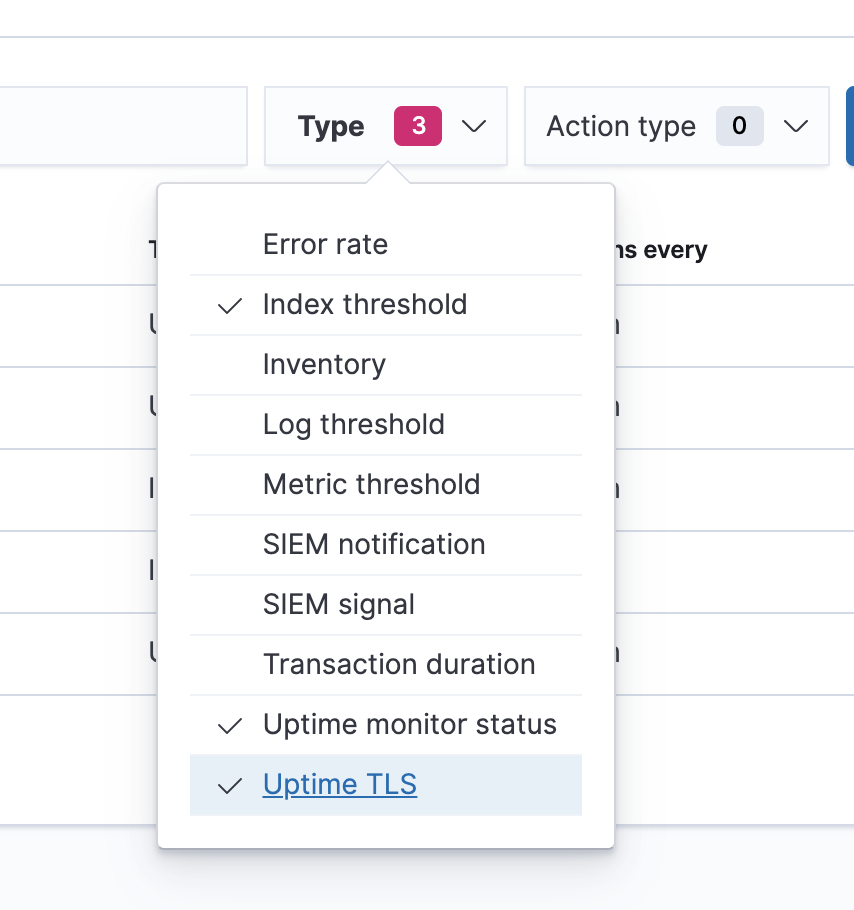 Type 3
Action type 0
ns every
Error rate
Index threshold
Inventory
Log threshold
Metric threshold
SIEM notification
SIEM signal
Transaction duration
Uptime monitor status
Uptime TLS